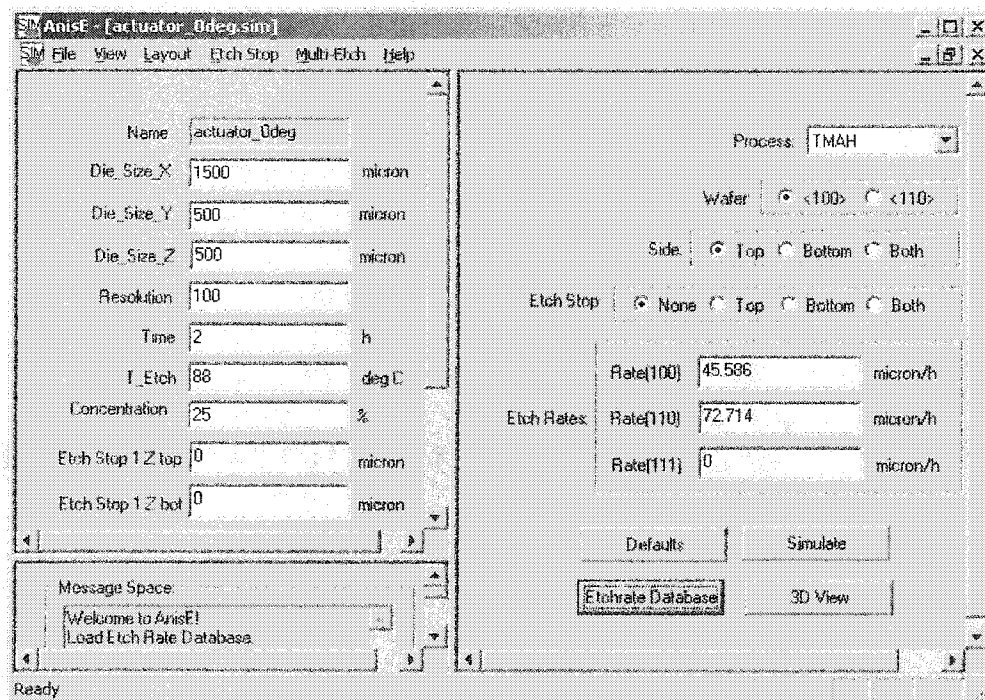 SIM AnisE - [actuator_0deg.sim]
SIM File View Layout Etch Stop Multi-Etch Help
Name actuator_0deg
Die_Size_X 1500 micron
Die_Size_Y 500 micron
Die_Size_Z 500 micron
Resolution 100
Time 2 h
T_Etch 88 deg C
Concentration 25 %
Etch Stop 1 Z top 0 micron
Etch Stop 1 Z bot 0 micron
Message Space:
Welcome to AnisE!
Load Etch Rate Database
Process: TMAH
Wafer <100> <110>
Side: Top Bottom Both
Etch Stop None Top Bottom Both
Etch Rates:
Rate(100) 45.586 micron/h
Rate(110) 72.714 micron/h
Rate(111) 0 micron/h
Defaults Simulate
Etchrate Database 3D View
Ready